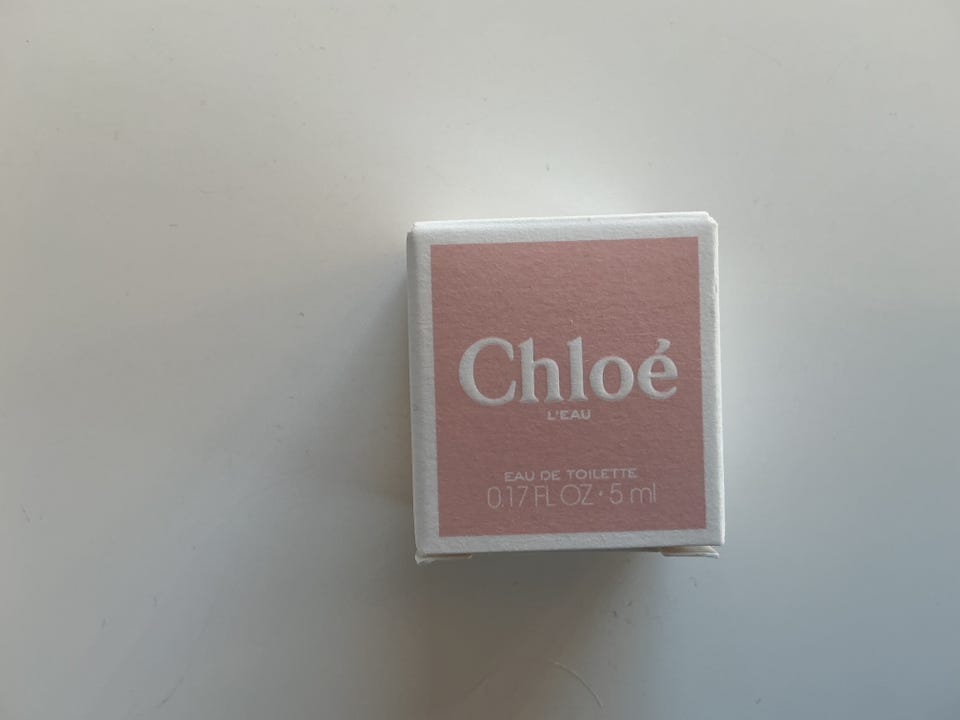 Chloé
L'EAU
EAU DE TOILETTE
0.17 FL OZ · 5 ml